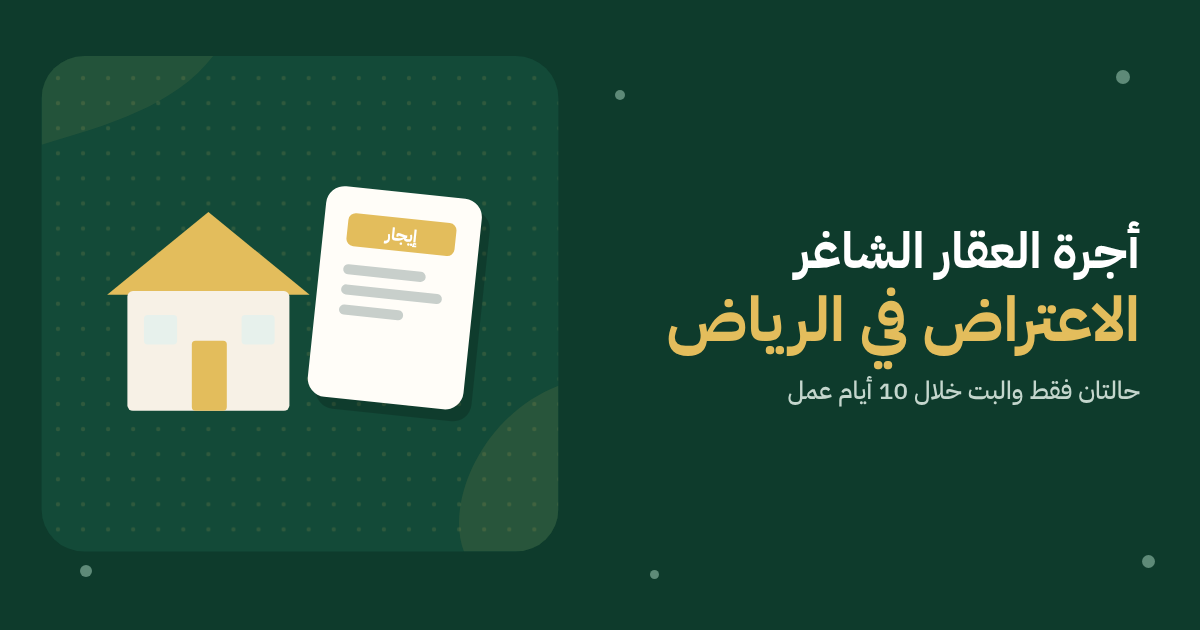 أجرة العقار الشاغر
الاعتراض في الرياض
حالتان فقط والبت خلال 10 أيام عمل
إيجار